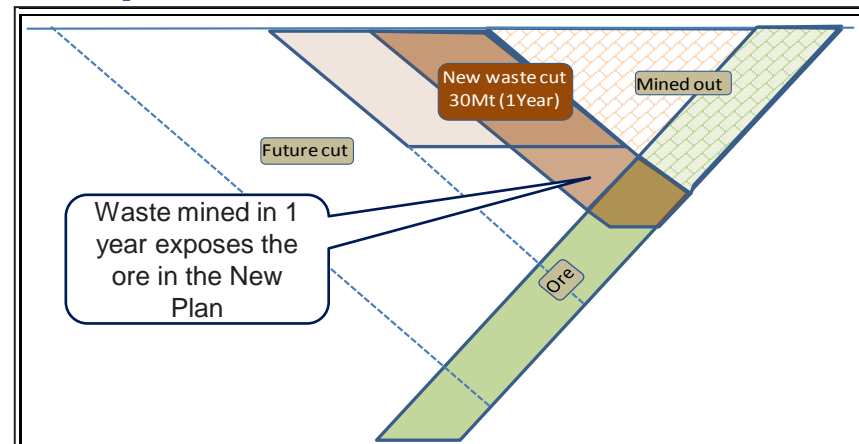 New waste cut
30Mt (1Year)
Mined out
Future cut
Waste mined in 1
year exposes the
ore in the New
Plan
Ore